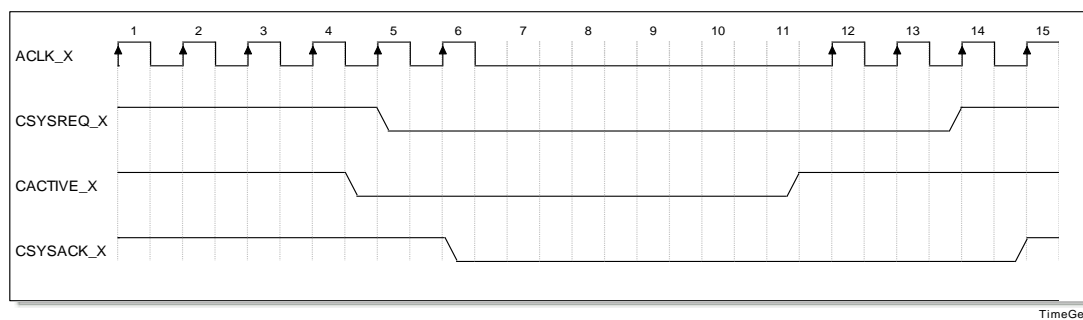 1 2 3 4 5 6 7 8 9 10 11 12 13 14 15
ACLK_X
CSYSREQ_X
CACTIVE_X
CSYSACK_X
TimeGe